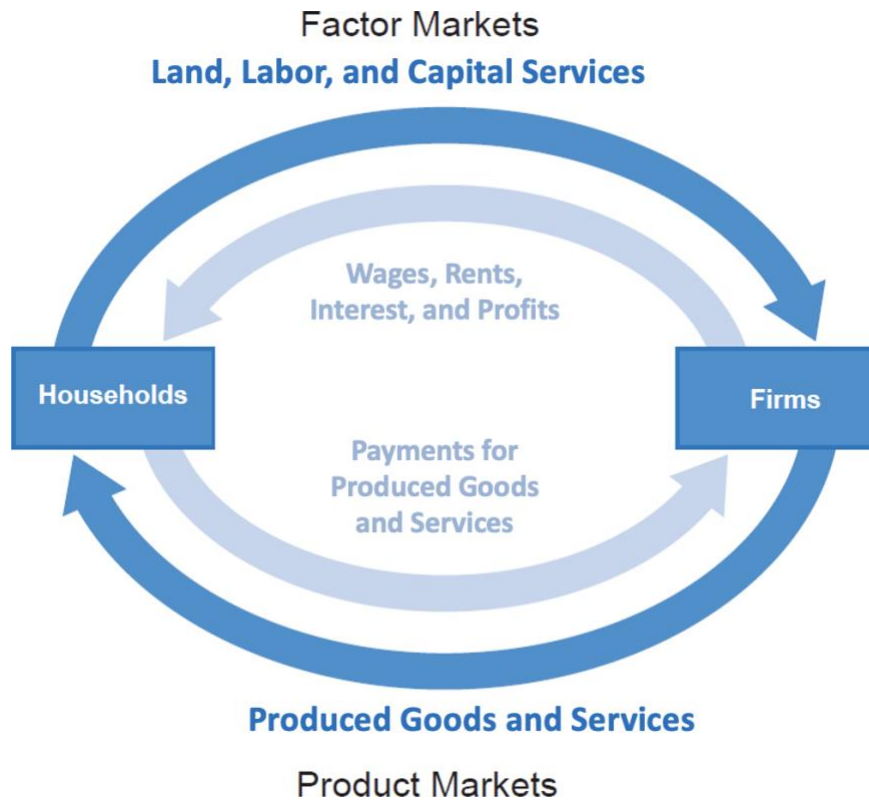 Factor Markets
Land, Labor, and Capital Services
Wages, Rents,
Interest, and Profits
Households
Firms
Payments for
Produced Goods
and Services
Produced Goods and Services
Product Markets